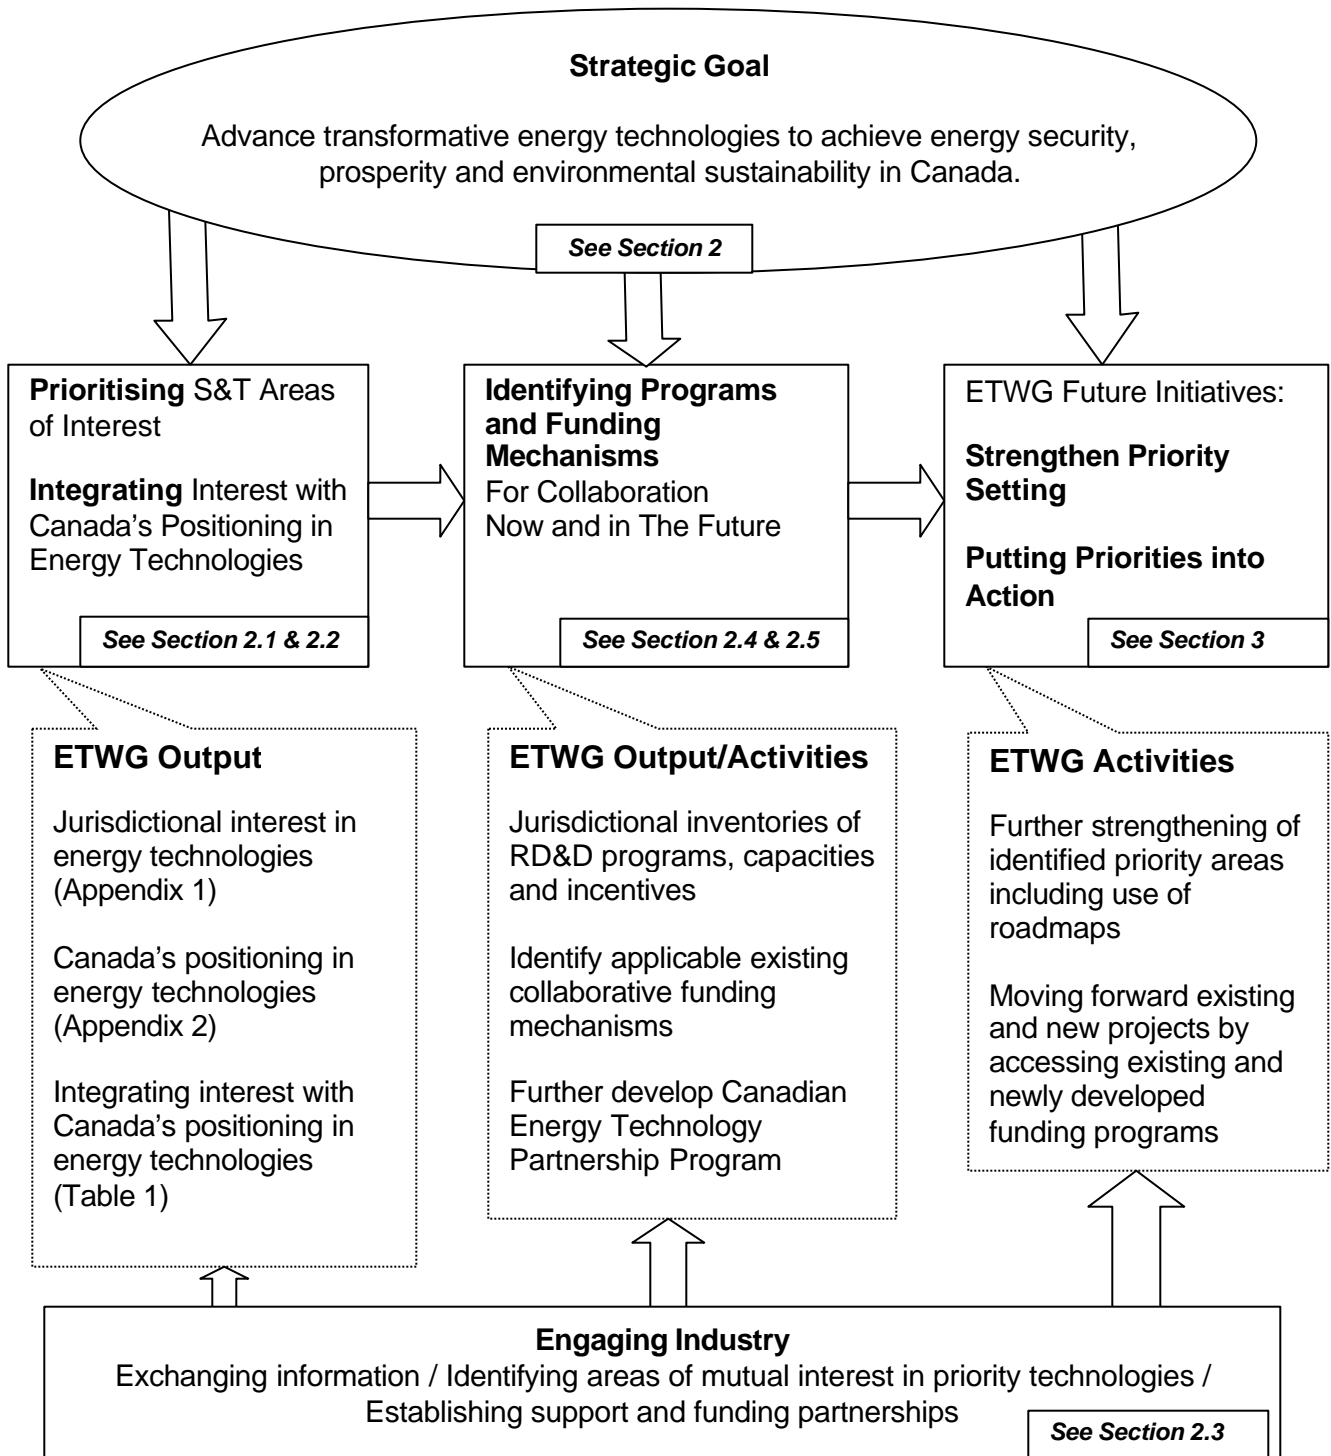 Strategic Goal
Advance transformative energy technologies to achieve energy security,
prosperity and environmental sustainability in Canada.
See Section 2
Prioritising S&T Areas
of Interest
Integrating Interest with
Canada's Positioning in
Energy Technologies
See Section 2.1 & 2.2
Identifying Programs
and Funding
Mechanisms
For Collaboration
Now and in The Future
See Section 2.4 & 2.5
ETWG Future Initiatives:
Strengthen Priority
Setting
Putting Priorities into
Action
See Section 3
ETWG Output
Jurisdictional interest in
energy technologies
(Appendix 1)
Canada's positioning in
energy technologies
(Appendix 2)
Integrating interest with
Canada's positioning in
energy technologies
(Table 1)
ETWG Output/Activities
Jurisdictional inventories of
RD&D programs, capacities
and incentives
Identify applicable existing
collaborative funding
mechanisms
Further develop Canadian
Energy Technology
Partnership Program
ETWG Activities
Further strengthening of
identified priority areas
including use of
roadmaps
Moving forward existing
and new projects by
accessing existing and
newly developed
funding programs
Engaging Industry
Exchanging information / Identifying areas of mutual interest in priority technologies /
Establishing support and funding partnerships
See Section 2.3